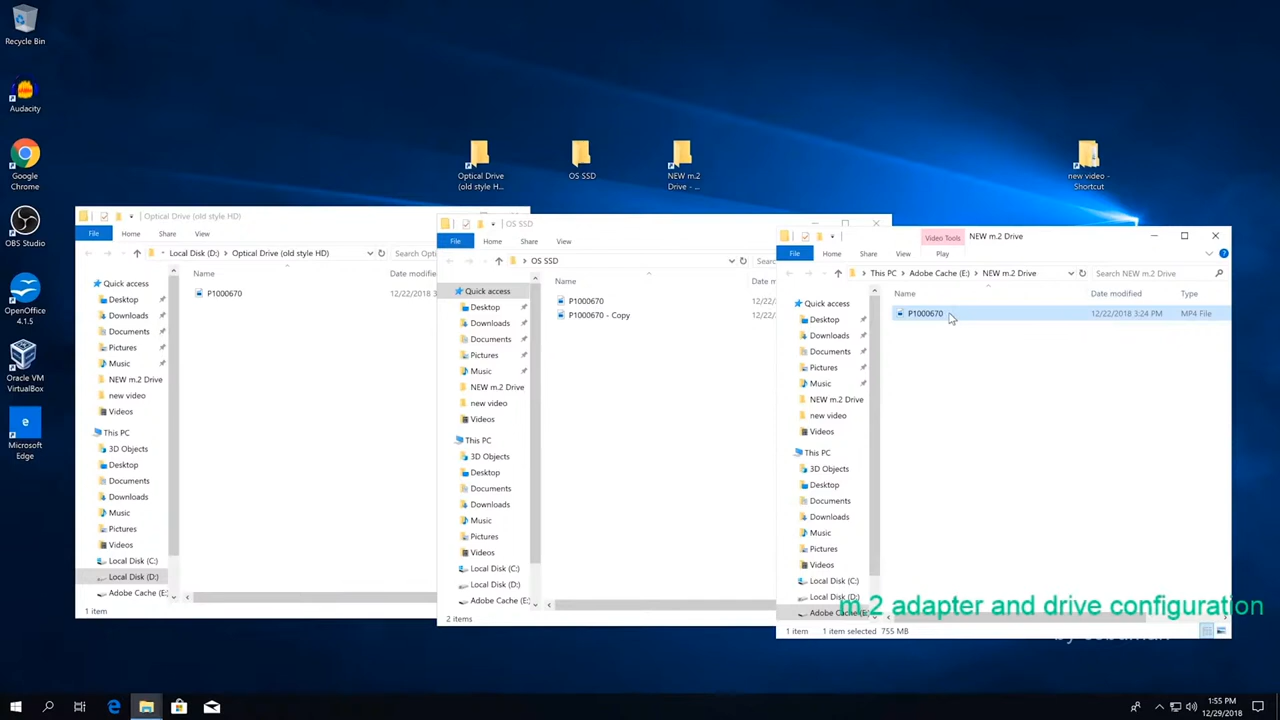 Recycle Bin
Audacity
Google
Chrome
OBS Studio
OpenOffice
4.1.5
Oracle VM
VirtualBox
Microsoft
Edge
Optical Drive
(old style H...
OS SSD
NEW m.2
Drive - ...
new video -
Shortcut
Optical Drive (old style HD)
File Home Share View
Local Disk (D:) Optical Drive (old style HD)
Search Opti
Quick access
Desktop
Downloads
Documents
Pictures
Music
NEW m.2 Drive
new video
Videos
This PC
3D Objects
Desktop
Documents
Downloads
Music
Pictures
Videos
Local Disk (C:)
Local Disk (D:)
Adobe Cache (E:)
Name
P1000670
12/22/2018 3
1 item
OS SSD
File Home Share View
OS SSD
Searc
Quick access
Desktop
Downloads
Documents
Pictures
Music
NEW m.2 Drive
new video
Videos
This PC
3D Objects
Desktop
Documents
Downloads
Music
Pictures
Videos
Local Disk (C:)
Local Disk (D:)
Adobe Cache (E:)
Name
Date
P1000670 12/22/
P1000670 - Copy 12/22/
2 items
Video Tools NEW m.2 Drive
File Home Share View Play
This PC Adobe Cache (E:) NEW m.2 Drive
Search NEW m.2 Drive
Quick access
Desktop
Downloads
Documents
Pictures
Music
NEW m.2 Drive
new video
Videos
This PC
3D Objects
Desktop
Documents
Downloads
Music
Pictures
Videos
Local Disk (C:)
Local Disk (D:)
Adobe
Name Date modified Type
P1000670 12/22/2018 3:24 PM MP4 File
1 item 1 item selected 755 MB
m.2 adapter and drive configuration
1:55 PM
12/29/2018